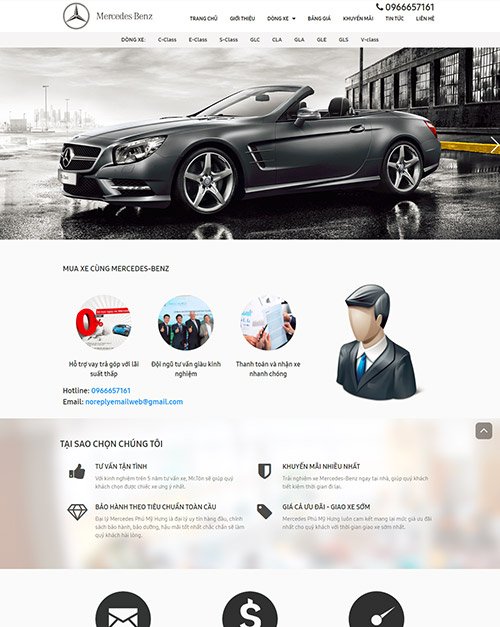 0966657161
Mercedes Benz
TRANG CHỦ GIỚI THIỆU DÒNG XE BẢNG GIÁ KHUYẾN MÃI TIN TỨC LIÊN HỆ
DÒNG XE: C-Class E-Class S-Class GLC CLA GLA GLE GLS V-class
MUA XE CÙNG MERCEDES-BENZ
0%
Hỗ trợ vay trả góp với lãi
suất thấp
Đội ngũ tư vấn giàu kinh
nghiệm
Thanh toán và nhận xe
nhanh chóng
Hotline: 0966657161
Email: noreplyemailweb@gmail.com
TẠI SAO CHỌN CHÚNG TÔI
TƯ VẤN TẬN TÌNH
Với kinh nghiệm trên 5 năm tư vấn xe, Mr.Tôn sẽ giúp quý
khách chọn được chiếc xe ưng ý nhất.
KHUYẾN MÃI NHIỀU NHẤT
Trải nghiệm xe Mercedes-Benz ngay tại nhà, giúp quý khách
tiết kiệm thời gian đi lại.
BẢO HÀNH THEO TIÊU CHUẨN TOÀN CẦU
Đại lý Mercedes Phú Mỹ Hưng là đại lý uy tín hàng đầu, chính
sách bảo hành, bảo dưỡng, hậu mãi tốt nhất chắc chắn sẽ làm
quý khách hài lòng.
GIÁ CẢ ƯU ĐÃI - GIAO XE SỚM
Mercedes Phú Mỹ Hưng luôn cam kết mang lại mức giá ưu đãi
nhất cho quý khách với thời gian giao xe sớm nhất.